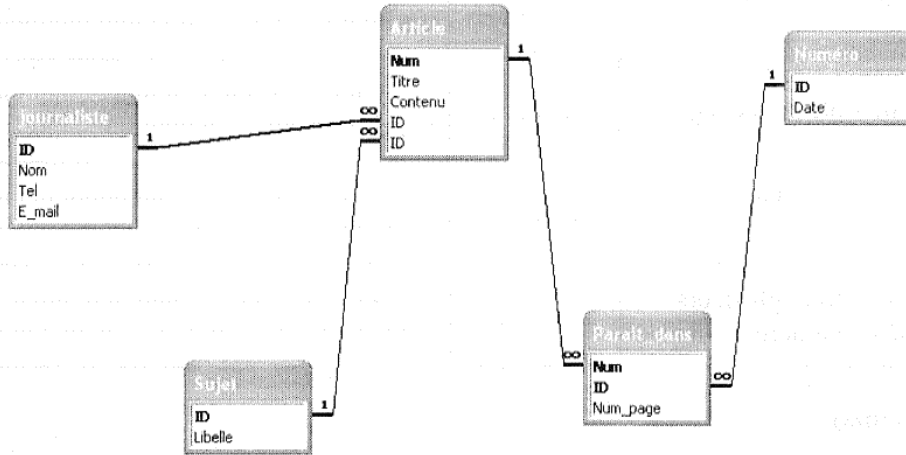 Article
Num
Titre
Contenu
ID
ID
1
∞
∞
journaliste
ID
Nom
Tel
E_mail
1
Sujet
ID
Libelle
1
Numéro
ID
Date
1
Parait_dans
Num
ID
Num_page
∞
∞